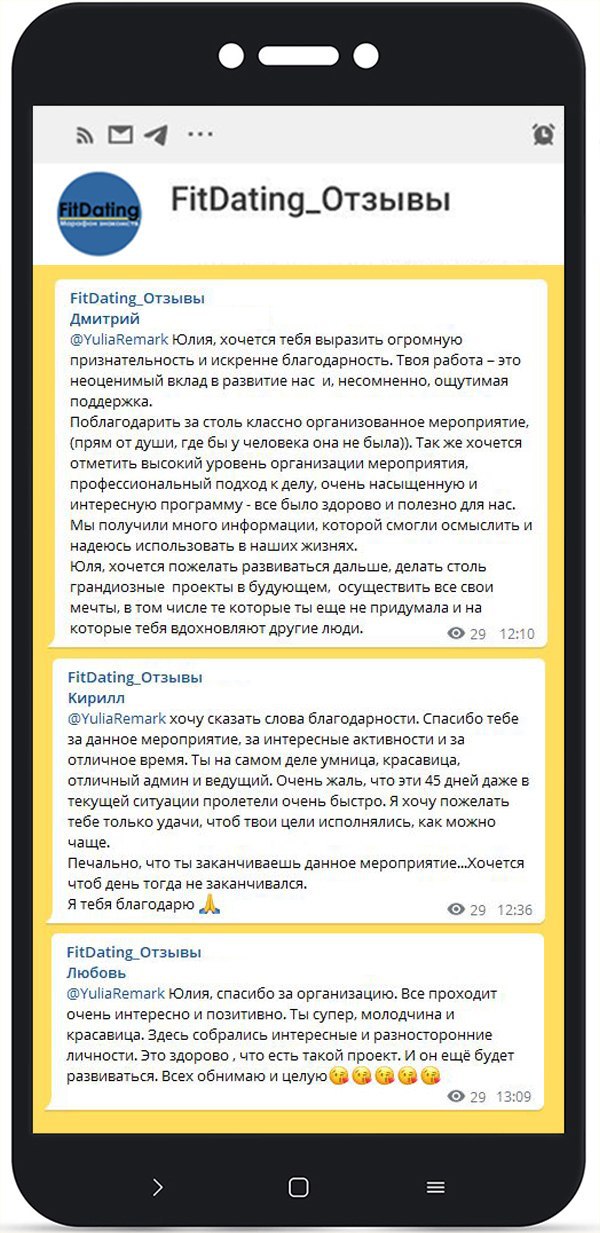 FitDating_Отзывы
FitDating
Марафон знакомств
FitDating_Отзывы
Дмитрий
@YuliaRemark Юлия, хочется тебя выразить огромную
признательность и искренне благодарность. Твоя работа – это
неоценимый вклад в развитие нас и, несомненно, ощутимая
поддержка.
Поблагодарить за столь классно организованное мероприятие,
(прям от души, где бы у человека она не была)). Так же хочется
отметить высокий уровень организации мероприятия,
профессиональный подход к делу, очень насыщенную и
интересную программу - все было здорово и полезно для нас.
Мы получили много информации, которой смогли осмыслить и
надеюсь использовать в наших жизнях.
Юля, хочется пожелать развиваться дальше, делать столь
грандиозные проекты в будующем, осуществить все свои
мечты, в том числе те которые ты еще не придумала и на
которые тебя вдохновляют другие люди.
29 12:10
FitDating_Отзывы
Кирилл
@YuliaRemark хочу сказать слова благодарности. Спасибо тебе
за данное мероприятие, за интересные активности и за
отличное время. Ты на самом деле умница, красавица,
отличный админ и ведущий. Очень жаль, что эти 45 дней даже в
текущей ситуации пролетели очень быстро. Я хочу пожелать
тебе только удачи, чтоб твои цели исполнялись, как можно
чаще.
Печально, что ты заканчиваешь данное мероприятие...Хочется
чтоб день тогда не заканчивался.
Я тебя благодарю 🙏
29 12:36
FitDating_Отзывы
Любовь
@YuliaRemark Юлия, спасибо за организацию. Все проходит
очень интересно и позитивно. Ты супер, молодчина и
красавица. Здесь собрались интересные и разносторонние
личности. Это здорово , что есть такой проект. И он ещё будет
развиваться. Всех обнимаю и целую😘😘😘😘😘
29 13:09